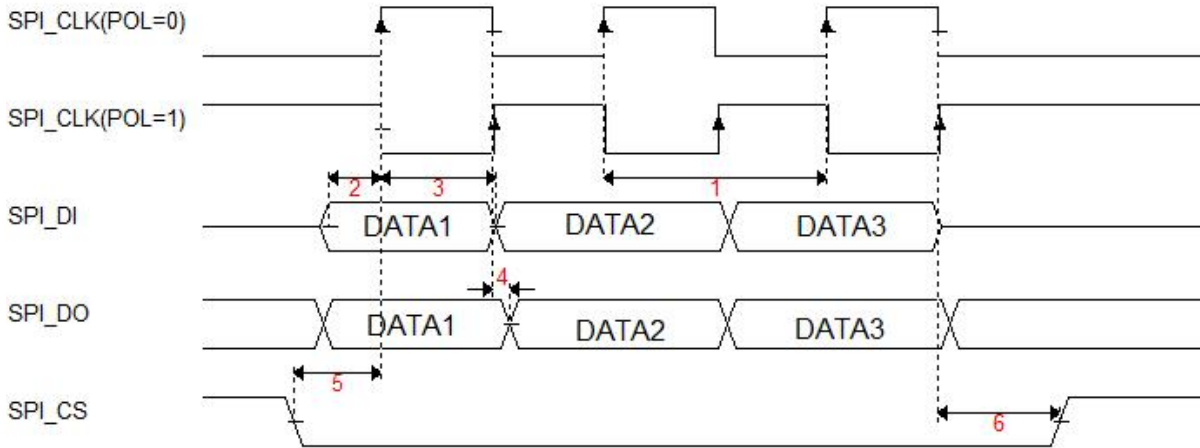 SPI_CLK(POL=0)
SPI_CLK(POL=1)
2 3 1
SPI_DI DATA1 DATA2 DATA3
4
SPI_DO DATA1 DATA2 DATA3
5
SPI_CS 6